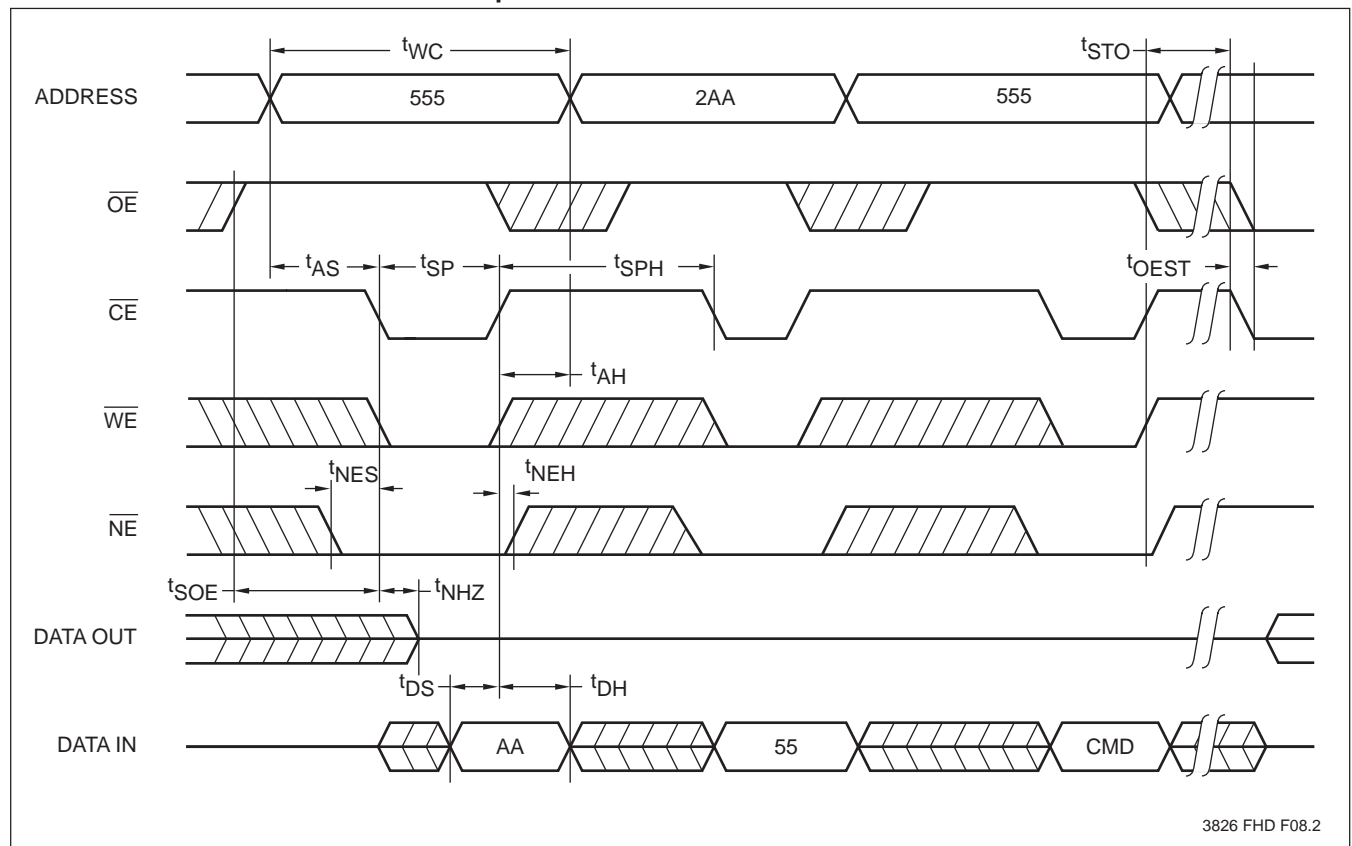 tWC
tSTO
ADDRESS
555
2AA
555
OE
tAS
tSP
tSPH
tOEST
CE
tAH
WE
tNES
tNEH
NE
tSOE
tNHZ
DATA OUT
tDS
tDH
DATA IN
AA
55
CMD
3826 FHD F08.2